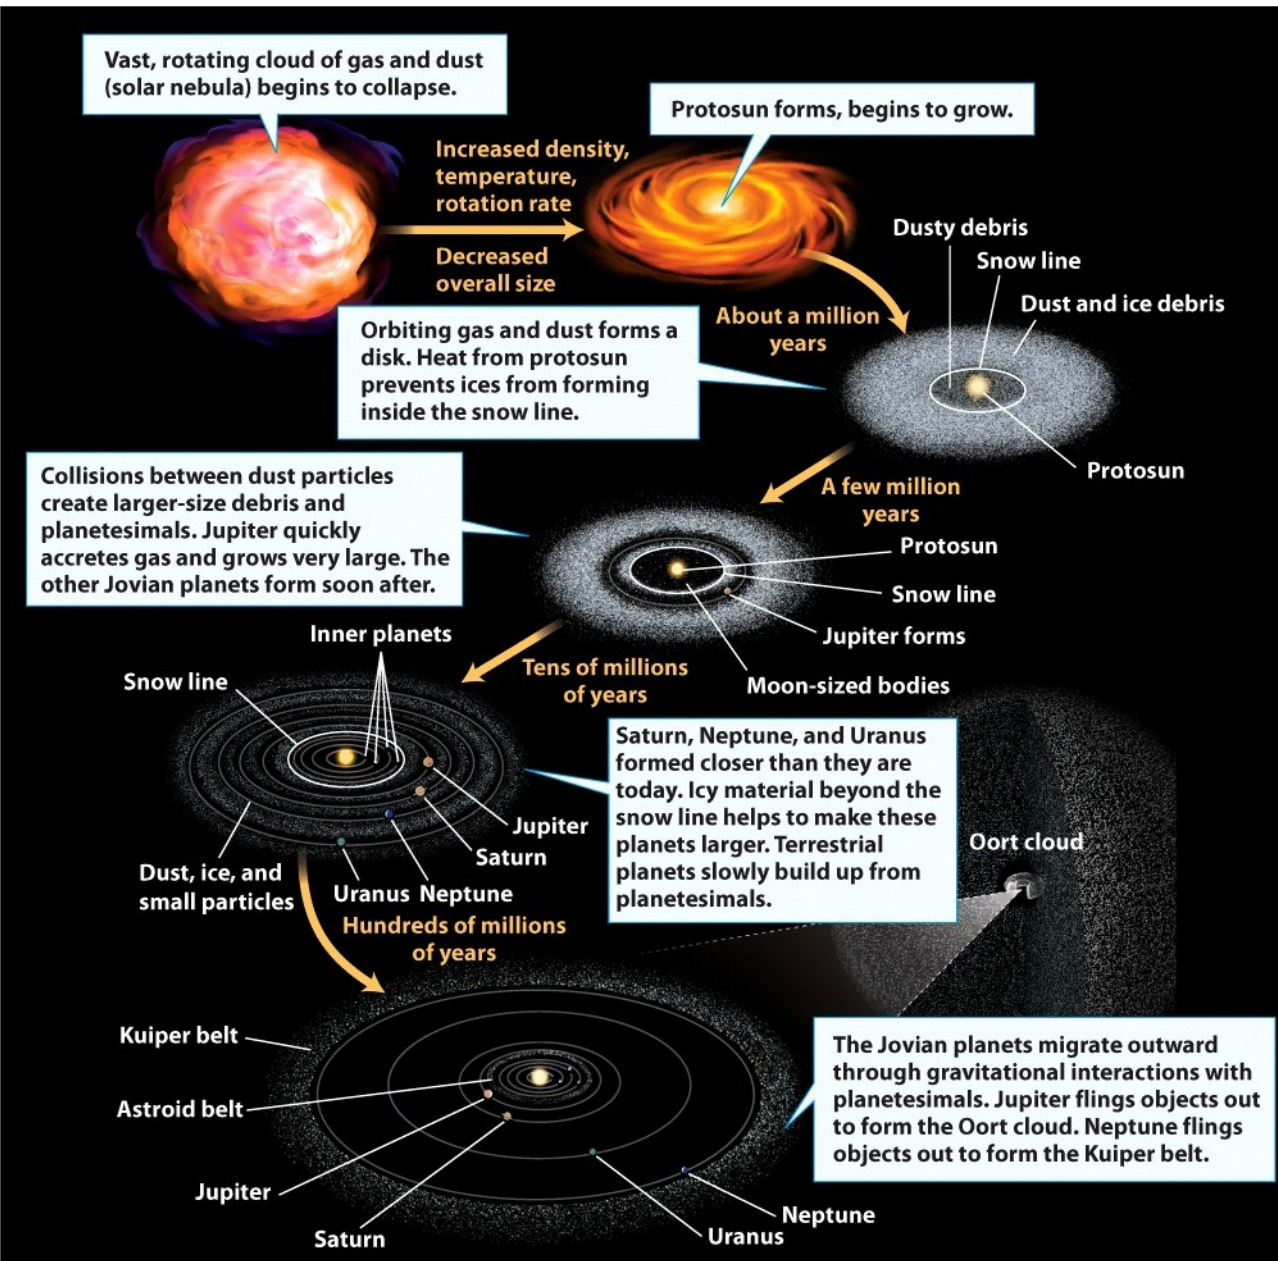 Vast, rotating cloud of gas and dust
(solar nebula) begins to collapse.
Protosun forms, begins to grow.
Increased density,
temperature,
rotation rate
Decreased
overall size
Dusty debris
Snow line
Dust and ice debris
About a million
years
Orbiting gas and dust forms a
disk. Heat from protosun
prevents ices from forming
inside the snow line.
Protosun
Collisions between dust particles
create larger-size debris and
planetesimals. Jupiter quickly
accretes gas and grows very large. The
other Jovian planets form soon after.
A few million
years
Protosun
Snow line
Jupiter forms
Moon-sized bodies
Inner planets
Snow line
Tens of millions
of years
Saturn, Neptune, and Uranus
formed closer than they are
today. Icy material beyond the
snow line helps to make these
planets larger. Terrestrial
planets slowly build up from
planetesimals.
Jupiter
Saturn
Uranus Neptune
Dust, ice, and
small particles
Oort cloud
Hundreds of millions
of years
Kuiper belt
Astroid belt
Jupiter
Saturn
Neptune
Uranus
The Jovian planets migrate outward
through gravitational interactions with
planetesimals. Jupiter flings objects out
to form the Oort cloud. Neptune flings
objects out to form the Kuiper belt.